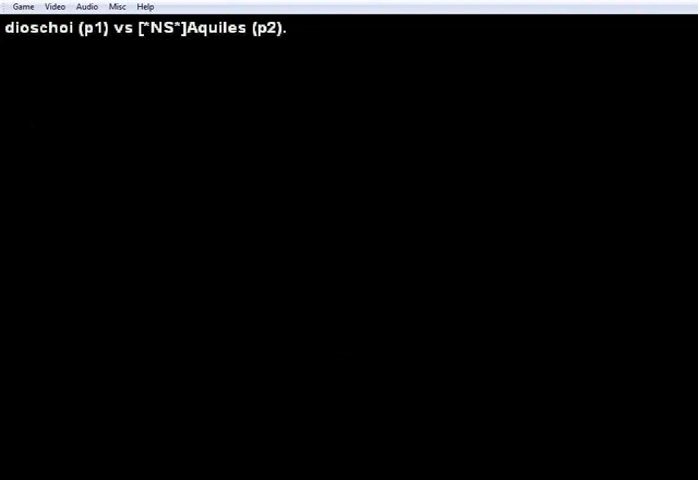 Game Video Audio Misc Help
dioschoi (p1) vs [*NS*]Aquiles (p2).